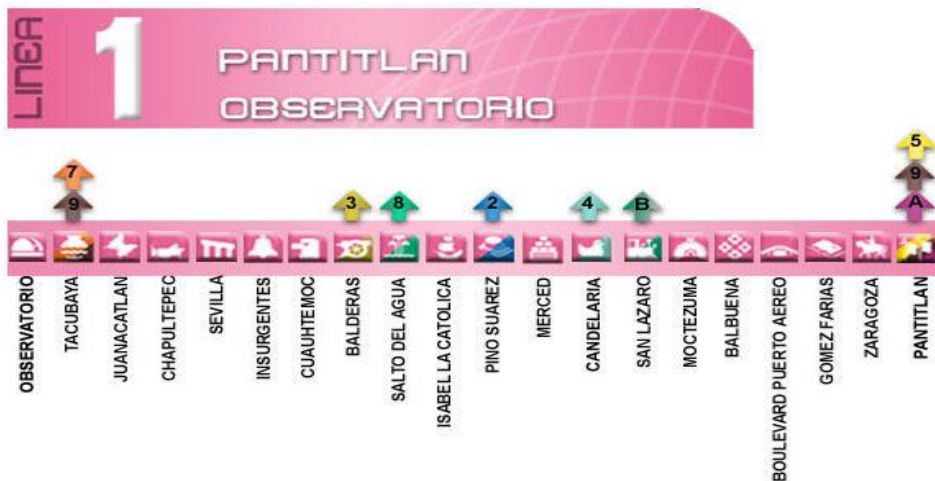 LINEA
1
PANTITLAN
OBSERVATORIO
7
9
3
8
2
4
B
5
9
A
OBSERVATORIO
TACUBAYA
JUANACATLAN
CHAPULTEPEC
SEVILLA
INSURGENTES
CUAUHTEMOC
BALDERAS
SALTO DEL AGUA
ISABEL LA CATOLICA
PINO SUAREZ
MERCED
CANDELARIA
SAN LAZARO
MOCTEZUMA
BALBUENA
BOULEVARD PUERTO AEREO
GOMEZ FARIAS
ZARAGOZA
PANTITLAN